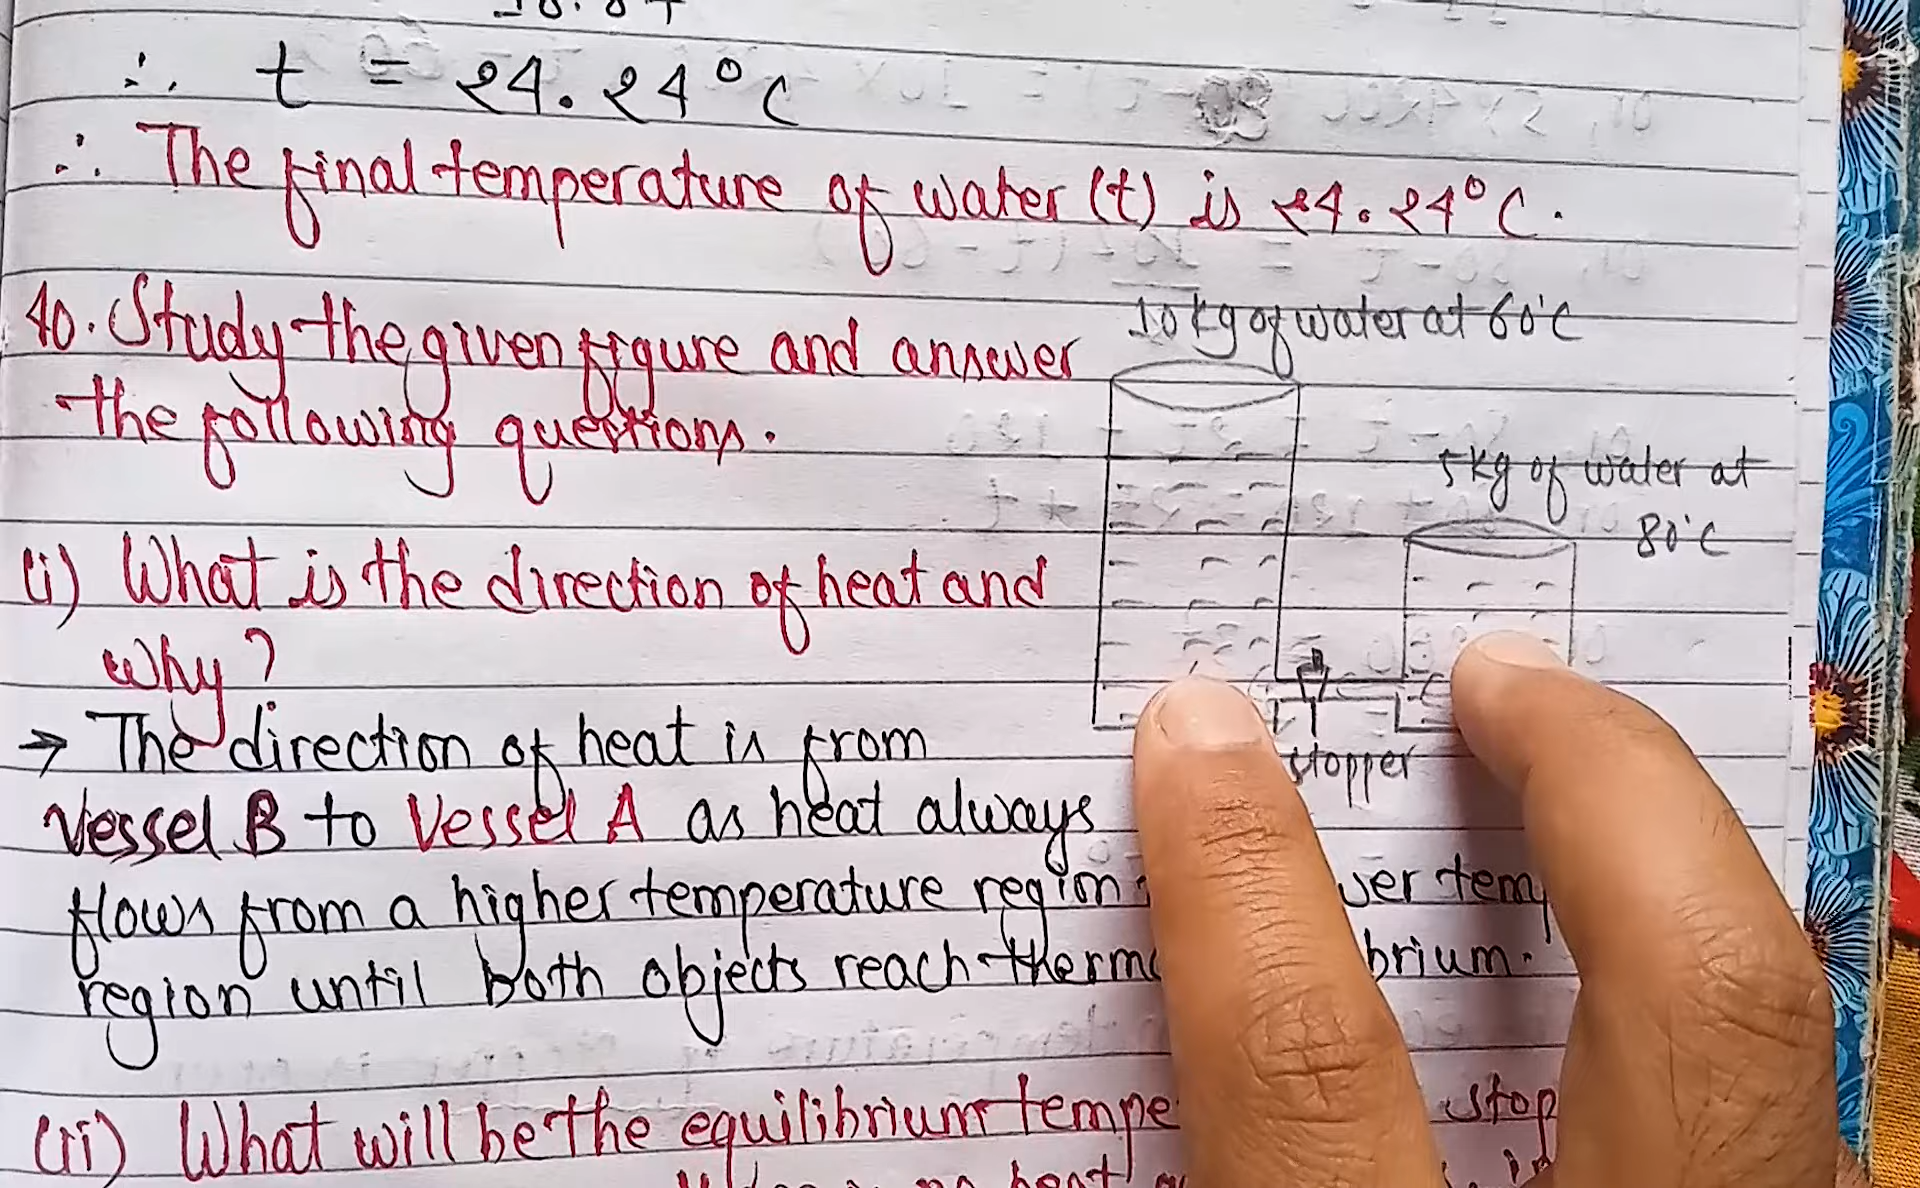 ∴ t = 24.24°C
∴ The final temperature of water (t) is 24.24°C.
40. Study the given figure and answer
the following questions.
10 kg of water at 60°C
5 kg of water at
80°C
stopper
(i) What is the direction of heat and
why?
→ The direction of heat is from
Vessel B to Vessel A as heat always
flows from a higher temperature region
region until both objects reach
(ii) What will be the equilibrium